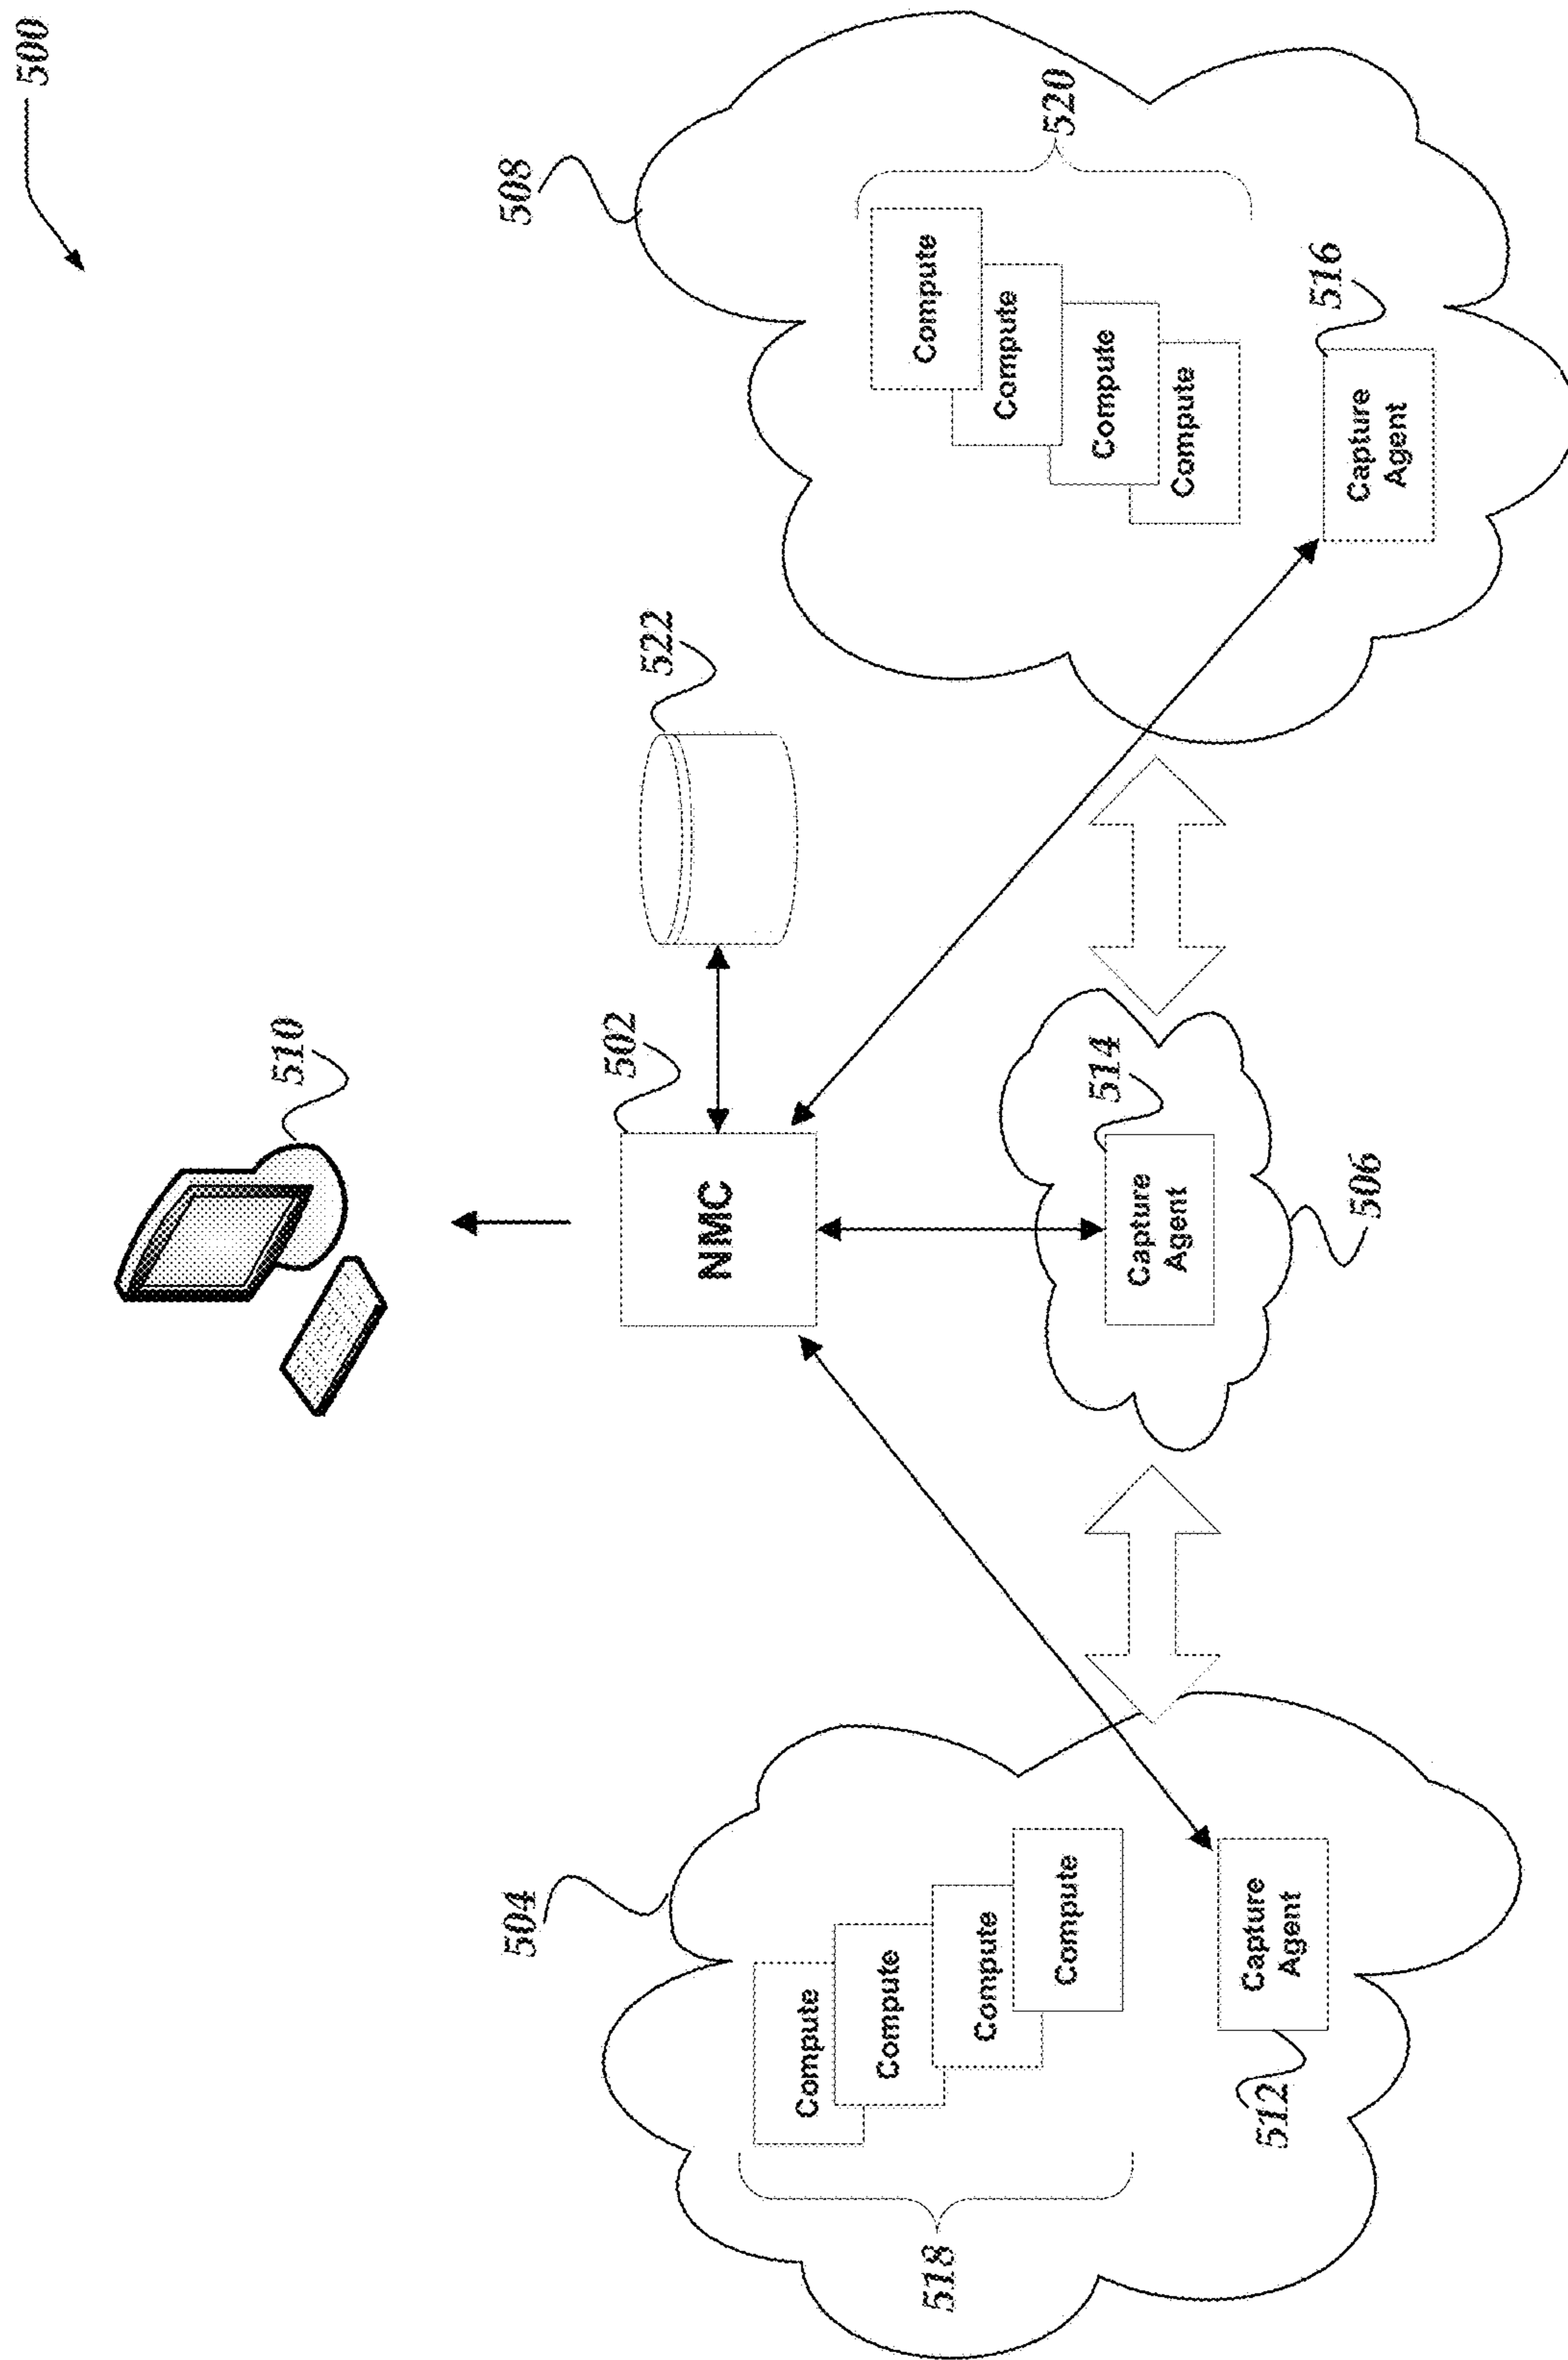 500
510
508
522
502
504
NMC
Compute
Compute
Compute
Compute
520
Compute
Compute
Compute
Compute
518
514
Capture
Agent
506
516
Capture
Agent
Capture
Agent
512